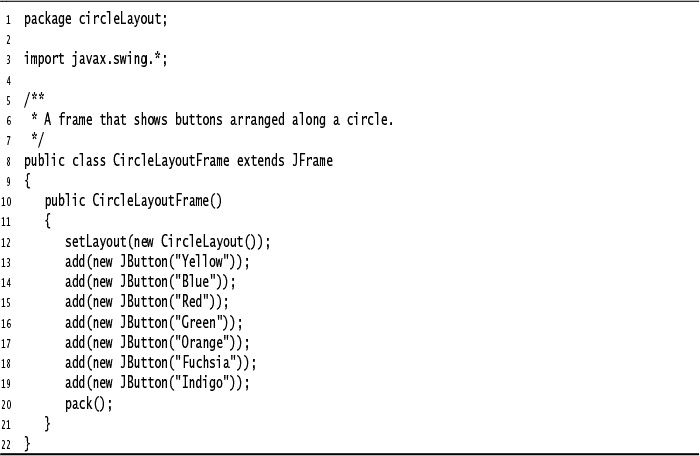 1 package circleLayout;
2
3 import javax.swing.*;
4
5 /**
6  * A frame that shows buttons arranged along a circle.
7  */
8 public class CircleLayoutFrame extends JFrame
9 {
10    public CircleLayoutFrame()
11    {
12       setLayout(new CircleLayout());
13       add(new JButton("Yellow"));
14       add(new JButton("Blue"));
15       add(new JButton("Red"));
16       add(new JButton("Green"));
17       add(new JButton("Orange"));
18       add(new JButton("Fuchsia"));
19       add(new JButton("Indigo"));
20       pack();
21    }
22 }